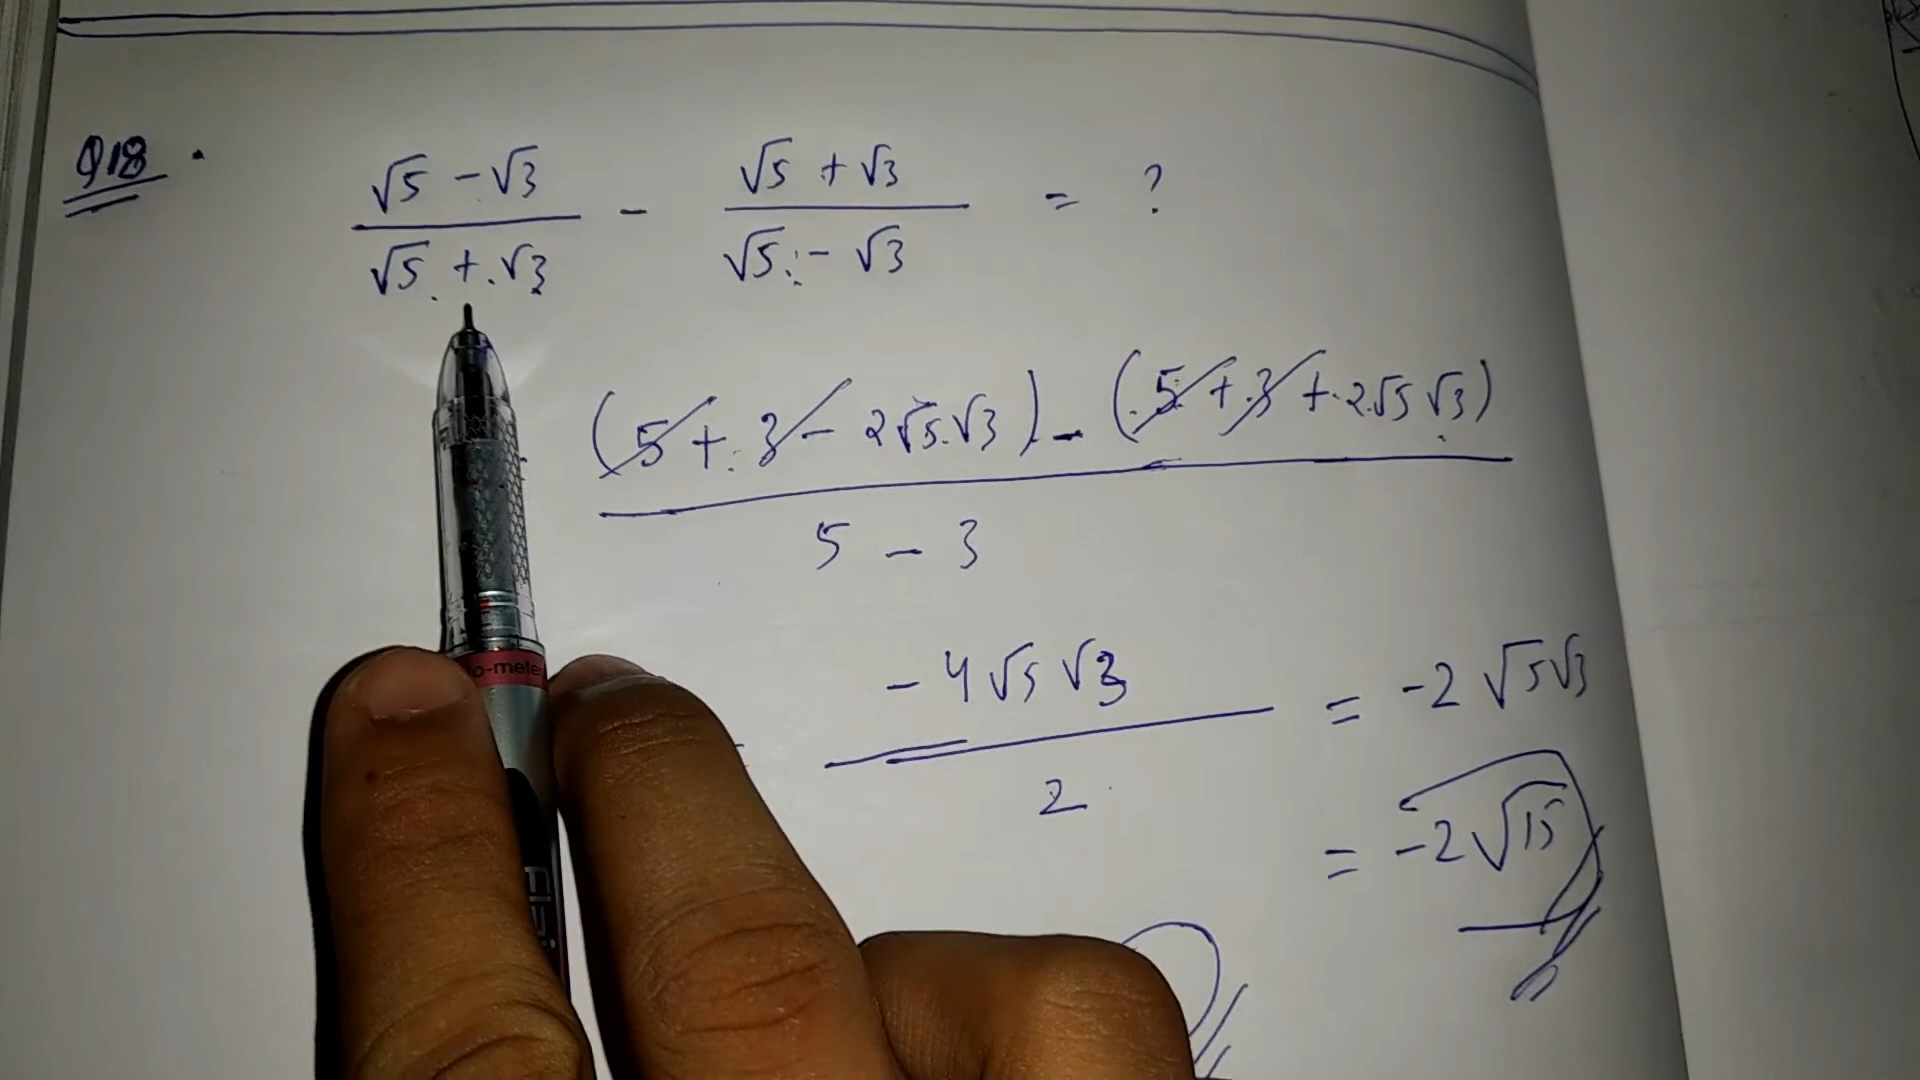 Q18.
(√5 - √3)/(√5 + √3) - (√5 + √3)/(√5 - √3) = ?
((5 + 3 - 2√5.√3) - (5 + 3 + 2√5 √3))/(5 - 3)
(-4√5 √3)/2 = -2√5√3
= -2√15
o-mete